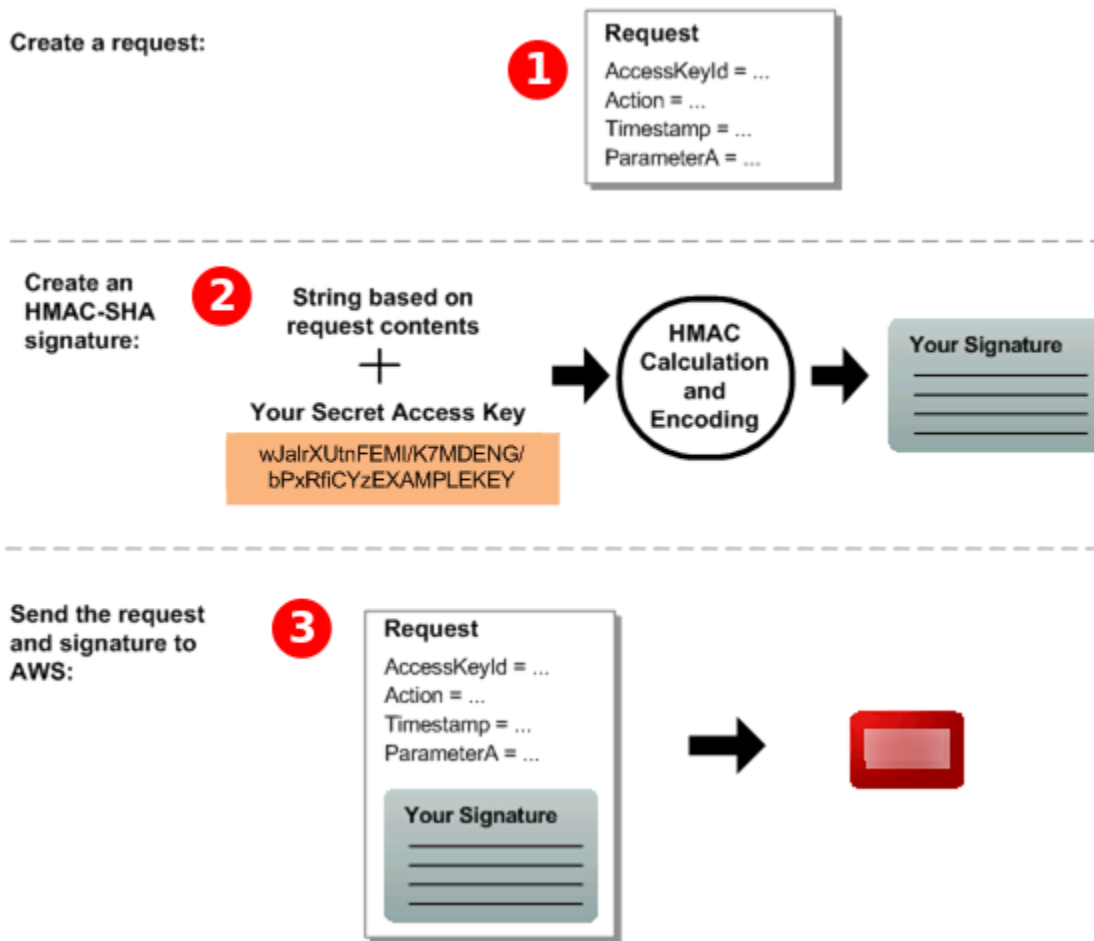 Create a request:
1
Request
AccessKeyId = ...
Action = ...
Timestamp = ...
ParameterA = ...
Create an
HMAC-SHA
signature:
2
String based on
request contents
+
Your Secret Access Key
wJalrXUtnFEMI/K7MDENG/
bPxRfiCYzEXAMPLEKEY
HMAC
Calculation
and
Encoding
Your Signature
Send the request
and signature to
AWS:
3
Request
AccessKeyId = ...
Action = ...
Timestamp = ...
ParameterA = ...
Your Signature